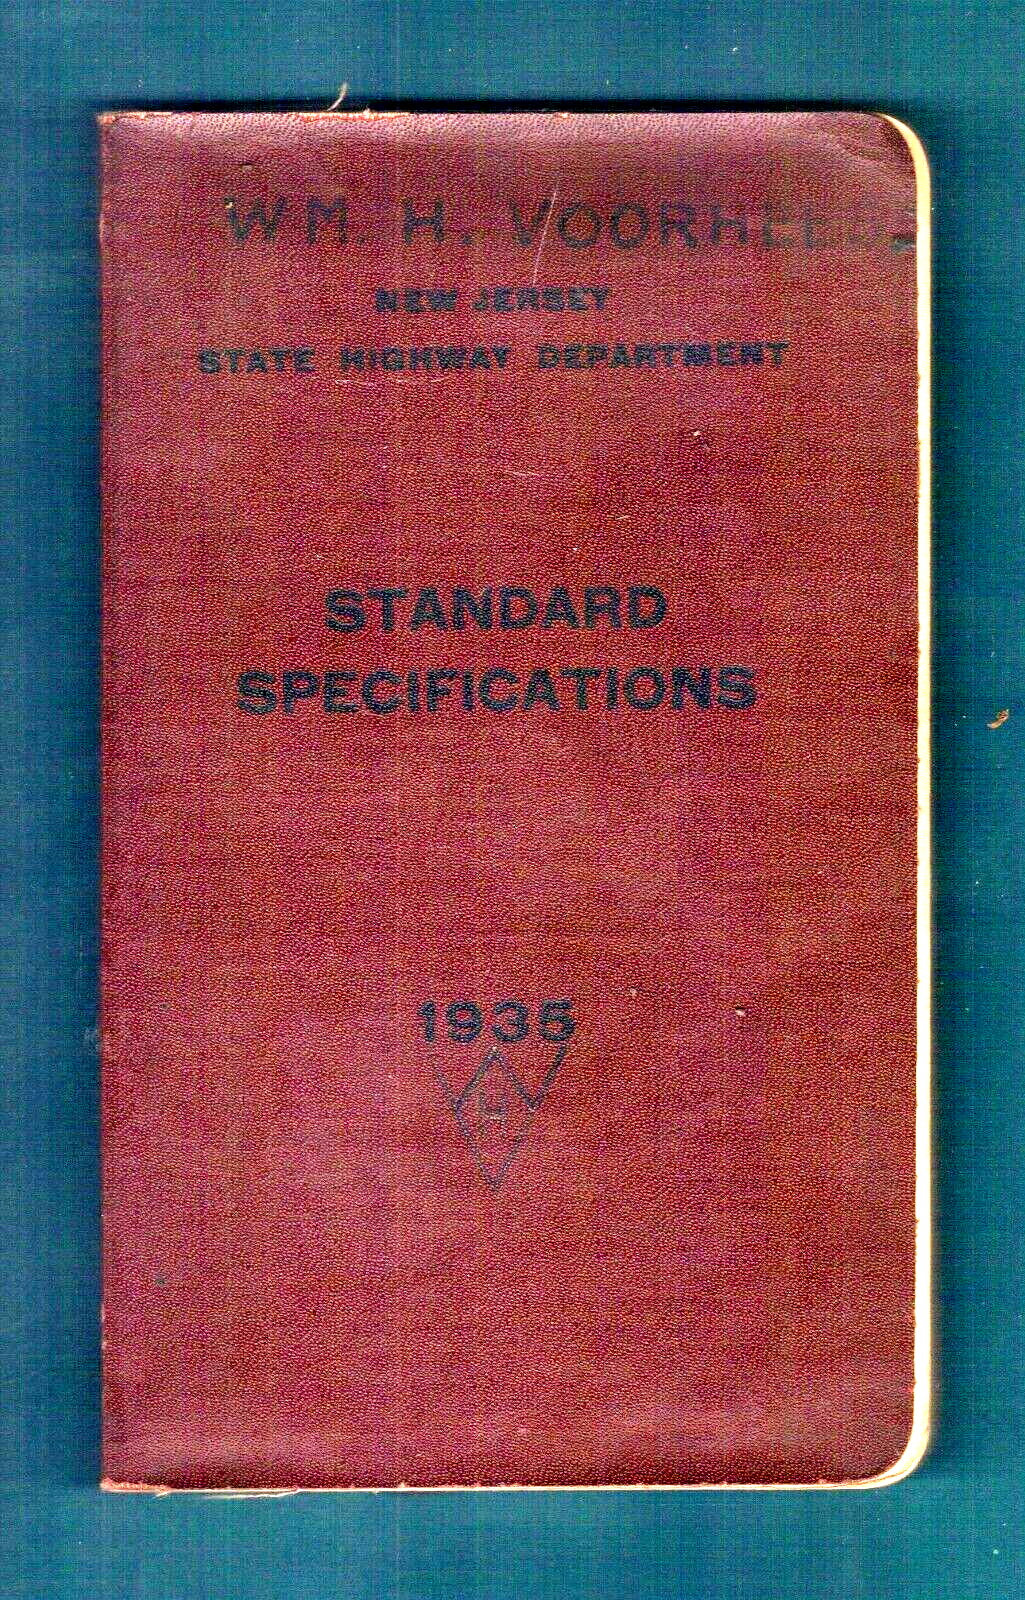 WM. H. VOORHEES
NEW JERSEY
STATE HIGHWAY DEPARTMENT
STANDARD
SPECIFICATIONS
1935
H